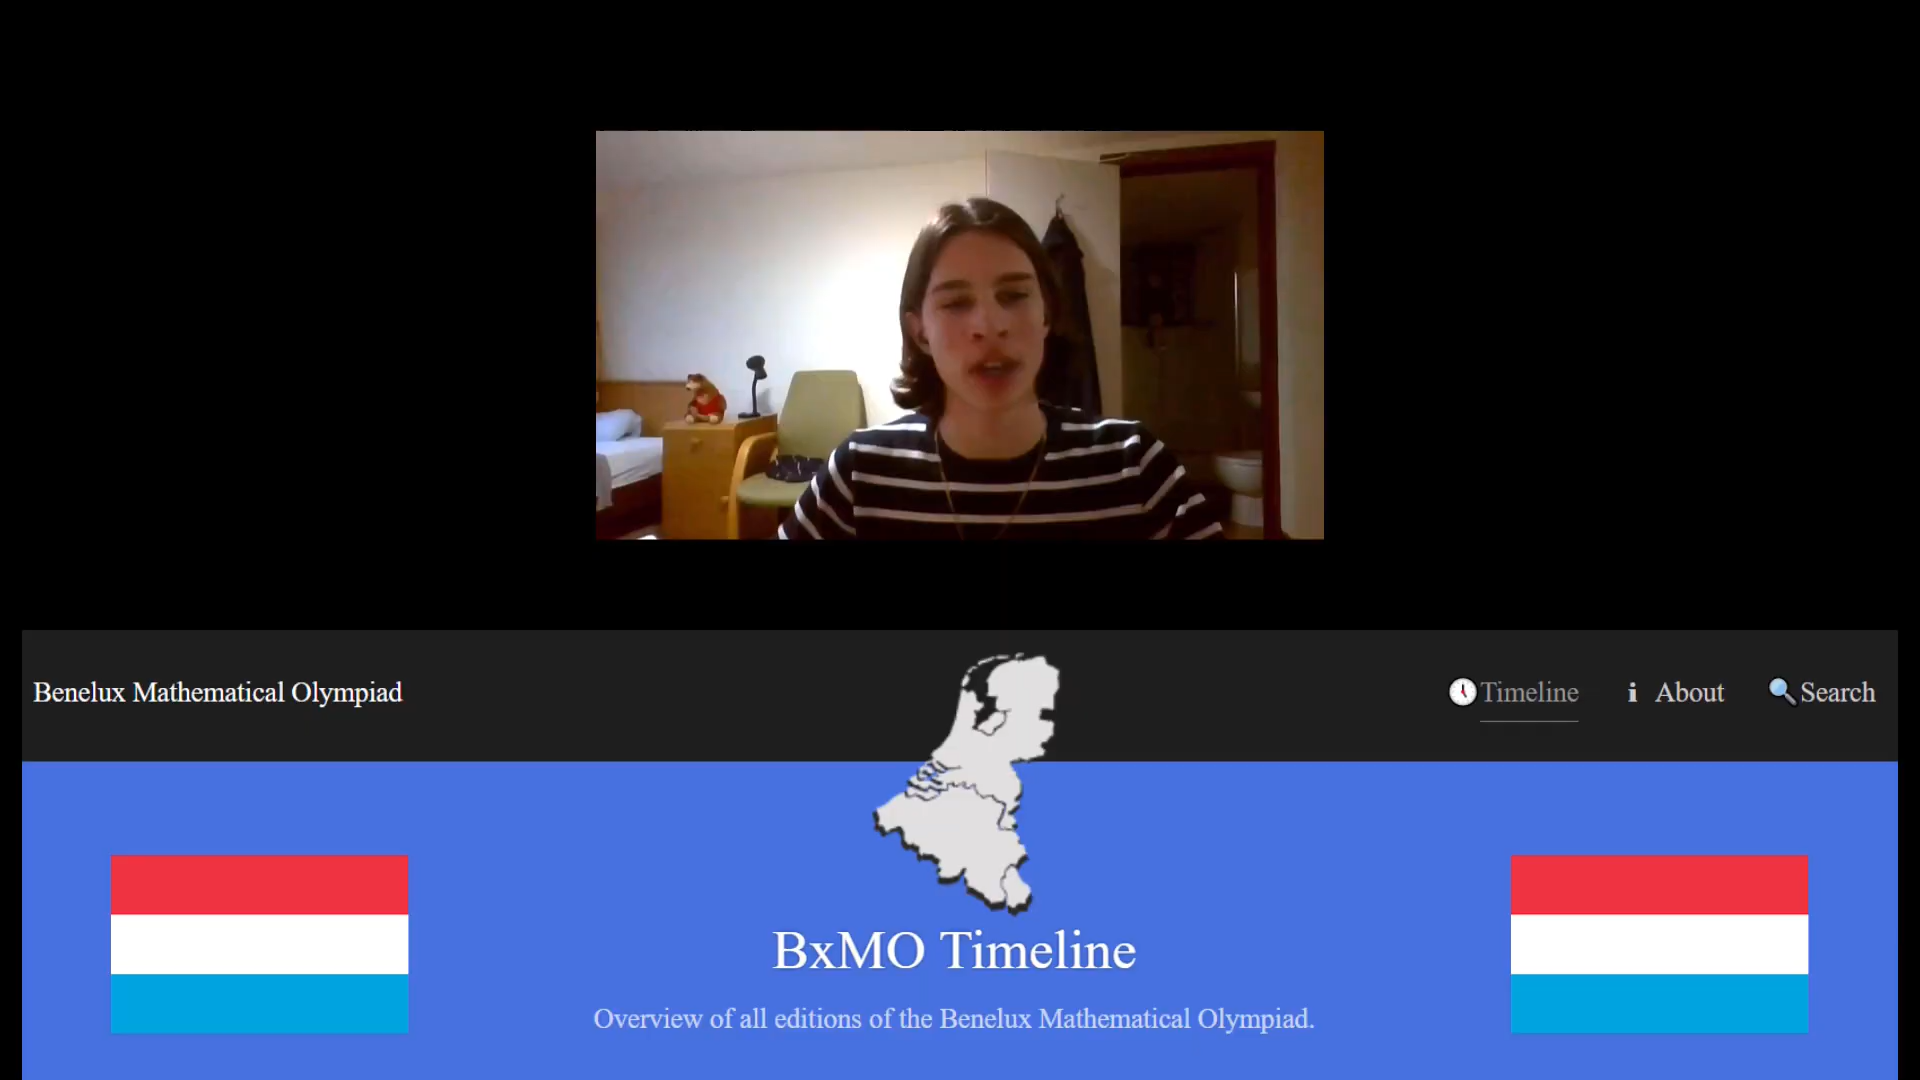 Benelux Mathematical Olympiad
Timeline
About
Search
BxMO Timeline
Overview of all editions of the Benelux Mathematical Olympiad.